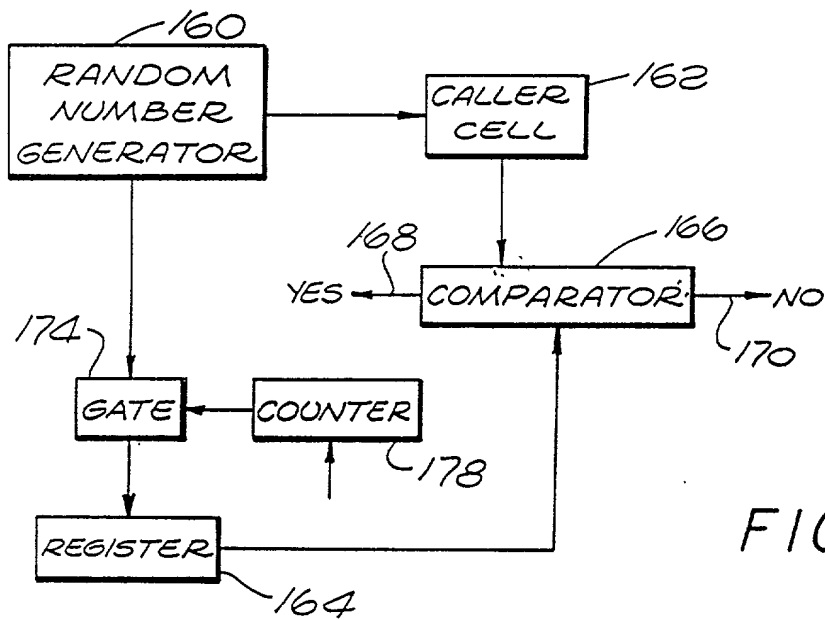 160
RANDOM
NUMBER
GENERATOR
CALLER
CELL
162
168
166
YES
COMPARATOR
NO
170
174
GATE
COUNTER
178
REGISTER
164
FIG